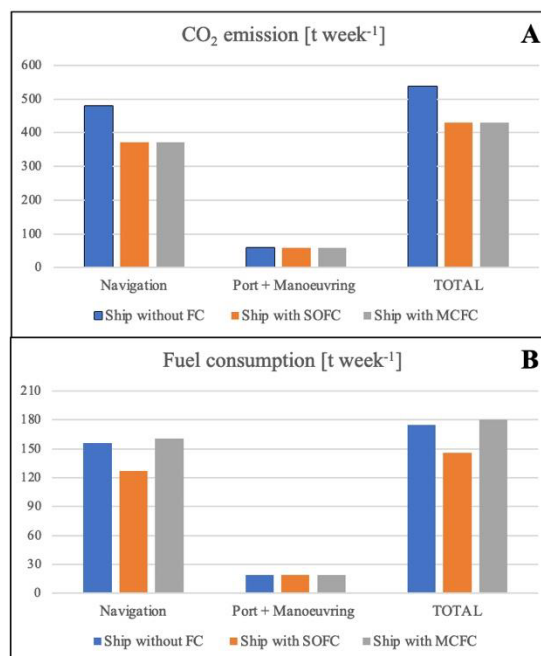 CO₂ emission [t week⁻¹] A
600
500
400
300
200
100
0
Navigation Port + Manoeuvring TOTAL
Ship without FC Ship with SOFC Ship with MCFC
Fuel consumption [t week⁻¹] B
210
180
150
120
90
60
30
0
Navigation Port + Manoeuvring TOTAL
Ship without FC Ship with SOFC Ship with MCFC